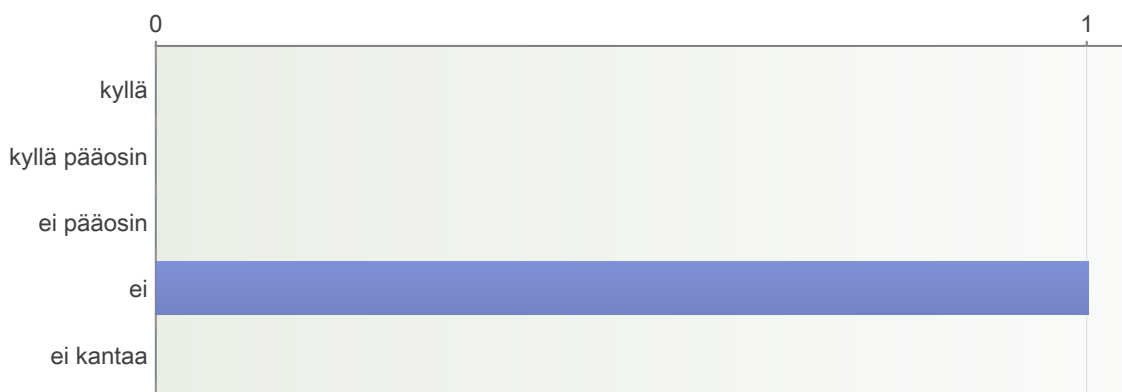 0 1
kyllä
kyllä pääosin
ei pääosin
ei
ei kantaa